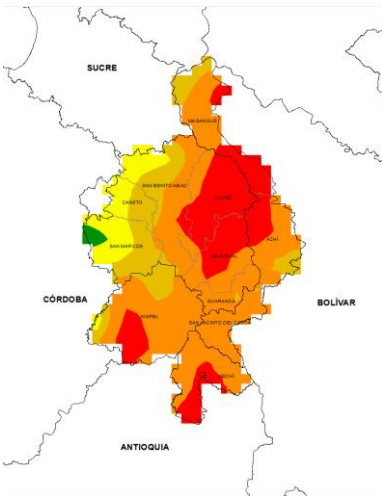 SUCRE
MAGANGUÉ
SAN BENITO ABAD
CAIMITO
SUCRE
SAN MARCOS
ACHÍ
MAJAGUAL
CÓRDOBA
GUARANDA
BOLÍVAR
AYAPEL
SAN JACINTO DEL CAUCA
NECHÍ
ANTIOQUIA